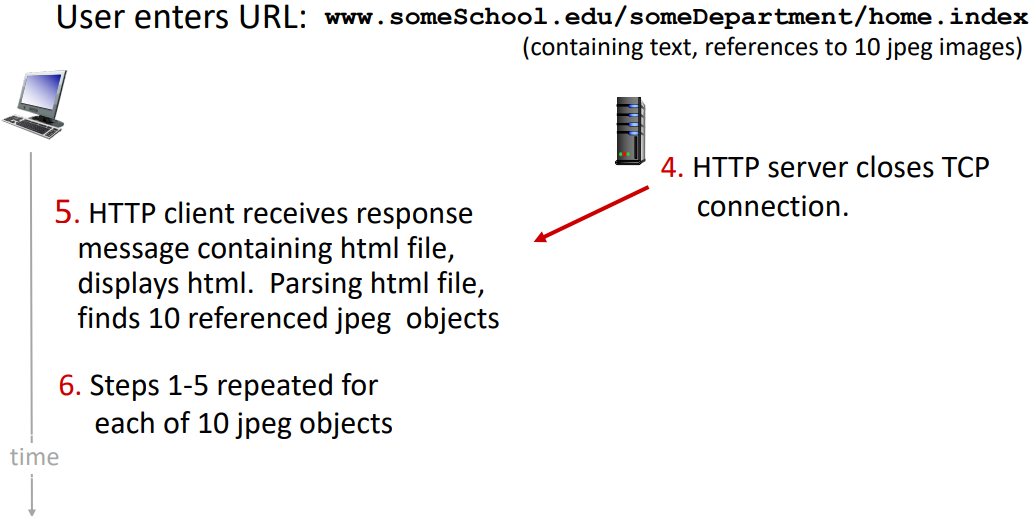 User enters URL: www.someSchool.edu/someDepartment/home.index
(containing text, references to 10 jpeg images)
4. HTTP server closes TCP
connection.
5. HTTP client receives response
message containing html file,
displays html. Parsing html file,
finds 10 referenced jpeg objects
6. Steps 1-5 repeated for
each of 10 jpeg objects
time